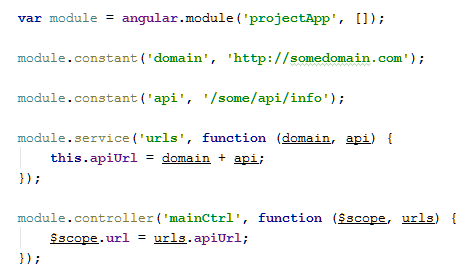 var module = angular.module('projectApp', []);
module.constant('domain', 'http://somedomain.com');
module.constant('api', '/some/api/info');
module.service('urls', function (domain, api) {
    this.apiUrl = domain + api;
});
module.controller('mainCtrl', function ($scope, urls) {
    $scope.url = urls.apiUrl;
});